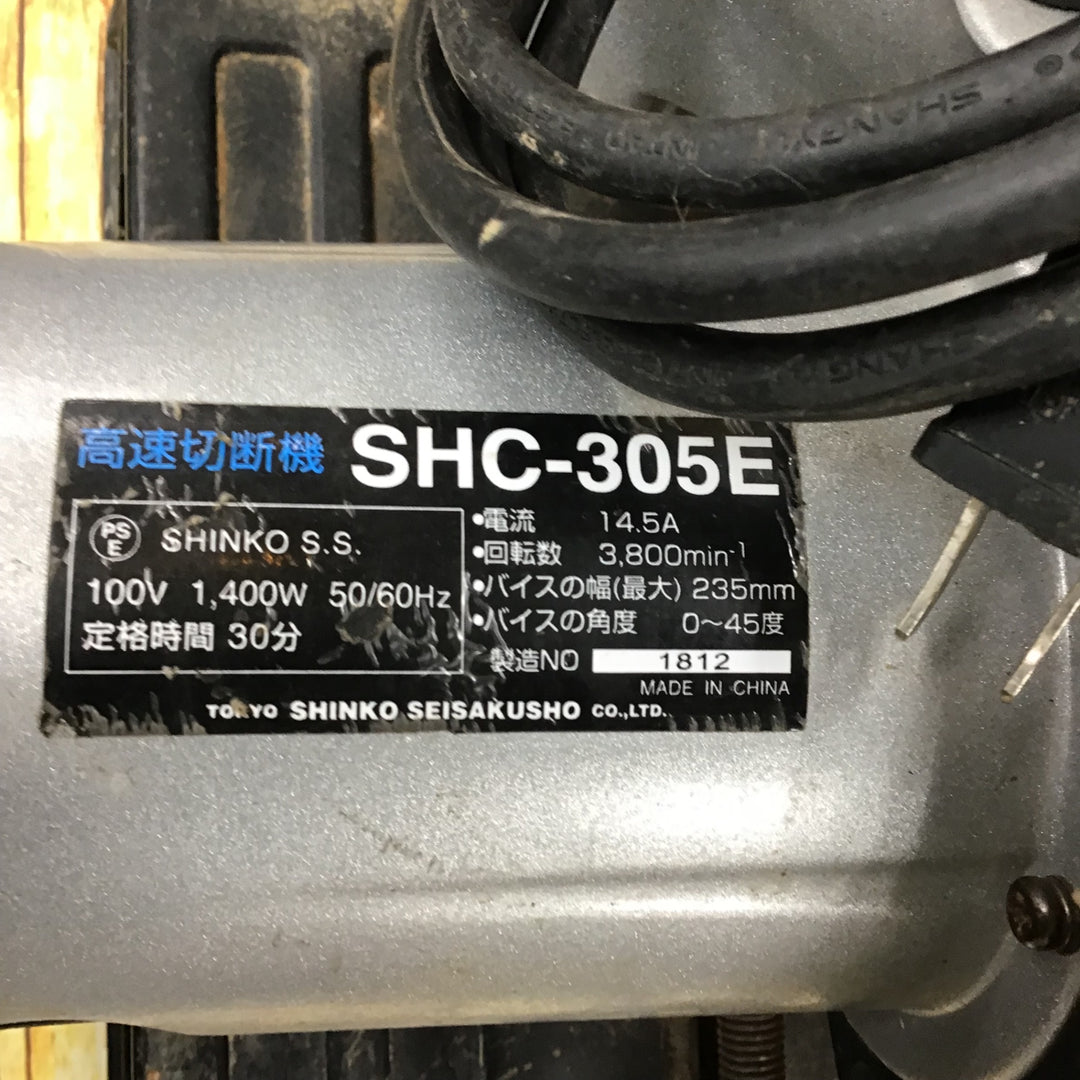 SHANGYU
SHANGYU
高速切断機 SHC-305E
PS E SHINKO S.S.
100V 1,400W 50/60Hz
定格時間 30分
•電流 14.5A
•回転数 3,800min-1
•バイスの幅(最大) 235mm
•バイスの角度 0〜45度
製造NO 1812
MADE IN CHINA
TOKYO SHINKO SEISAKUSHO CO.,LTD.